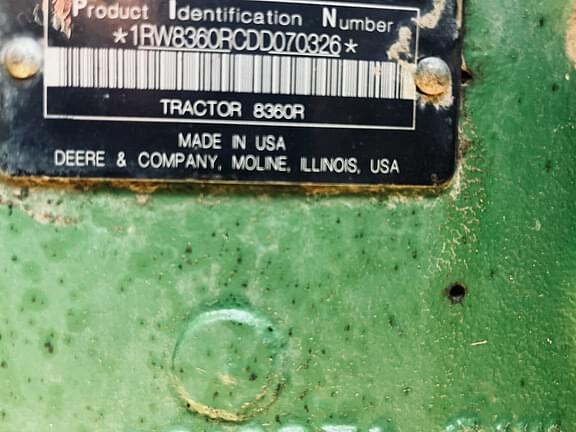 Product Identification Number
*1RW8360RCDD070326*
TRACTOR 8360R
MADE IN USA
DEERE & COMPANY, MOLINE, ILLINOIS, USA